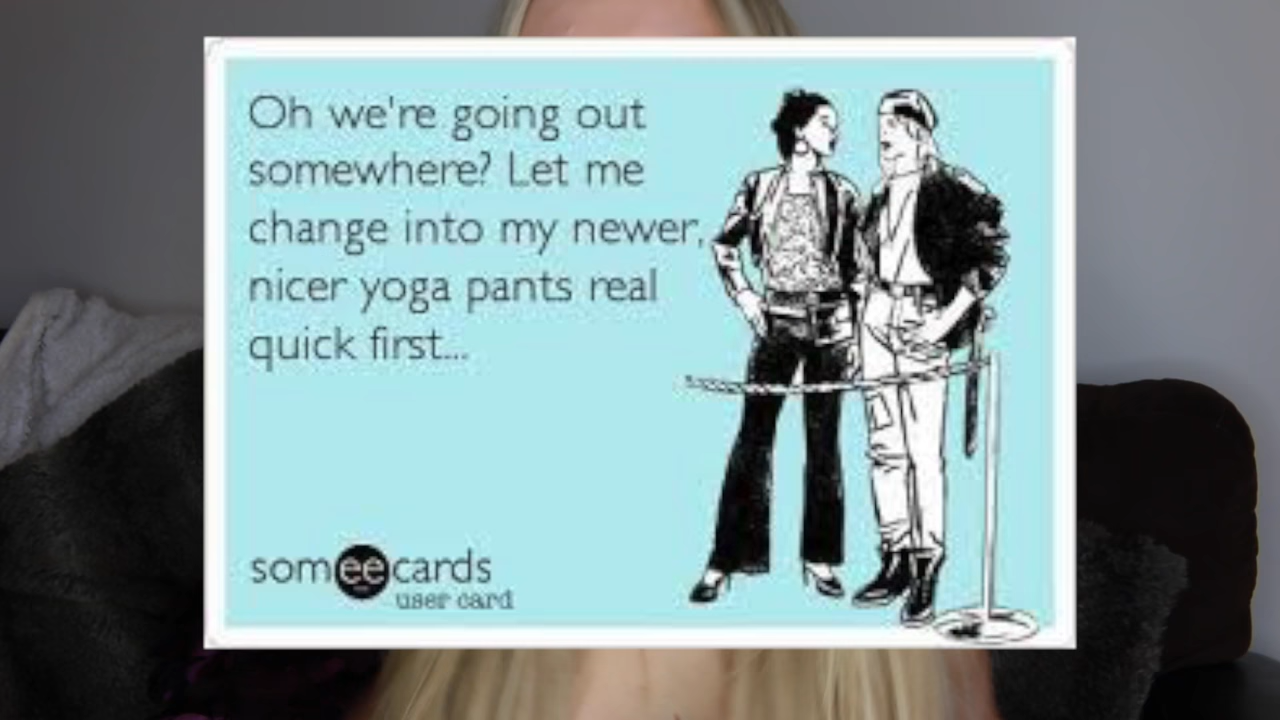 Oh we're going out
somewhere? Let me
change into my newer,
nicer yoga pants real
quick first...
someecards
user card